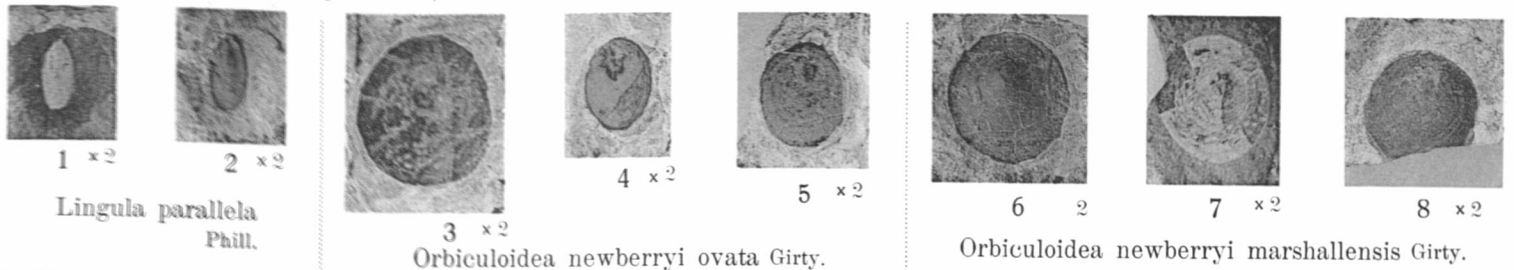 1 ×2
2 ×2
Lingula parallela
Phill.
3 ×2
4 ×2
5 ×2
Orbiculoidea newberryi ovata Girty.
6 2
7 ×2
8 ×2
Orbiculoidea newberryi marshallensis Girty.